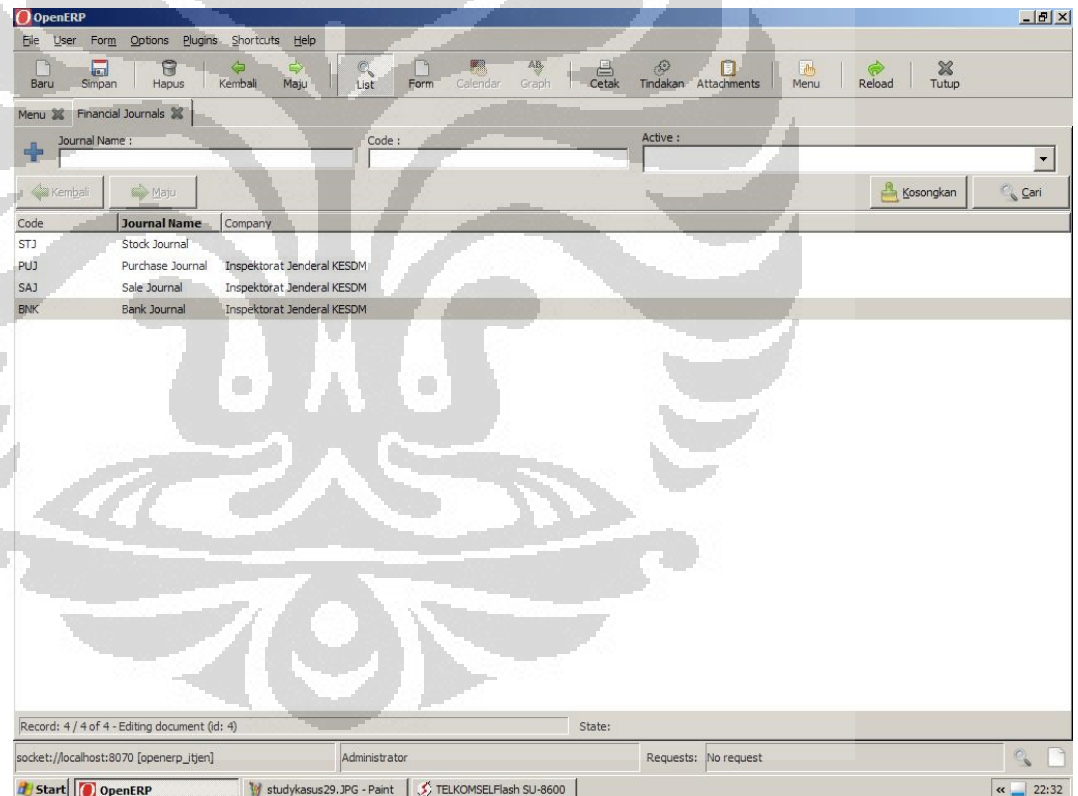 OpenERP
File User Form Options Plugins Shortcuts Help
Baru Simpan Hapus Kembali Maju List Form Calendar Graph Cetak Tindakan Attachments Menu Reload Tutup
Menu Financial Journals
Journal Name : Code : Active :
Kembali Maju Kosongkan Cari
Code Journal Name Company
STJ Stock Journal
PUJ Purchase Journal Inspektorat Jenderal KESDM
SAJ Sale Journal Inspektorat Jenderal KESDM
BNK Bank Journal Inspektorat Jenderal KESDM
Record: 4 / 4 of 4 - Editing document (id: 4) State:
socket://localhost:8070 [openerp_itjen] Administrator Requests: No request
Start OpenERP studykasus29.JPG - Paint TELKOMSELFlash SU-8600 « 22:32